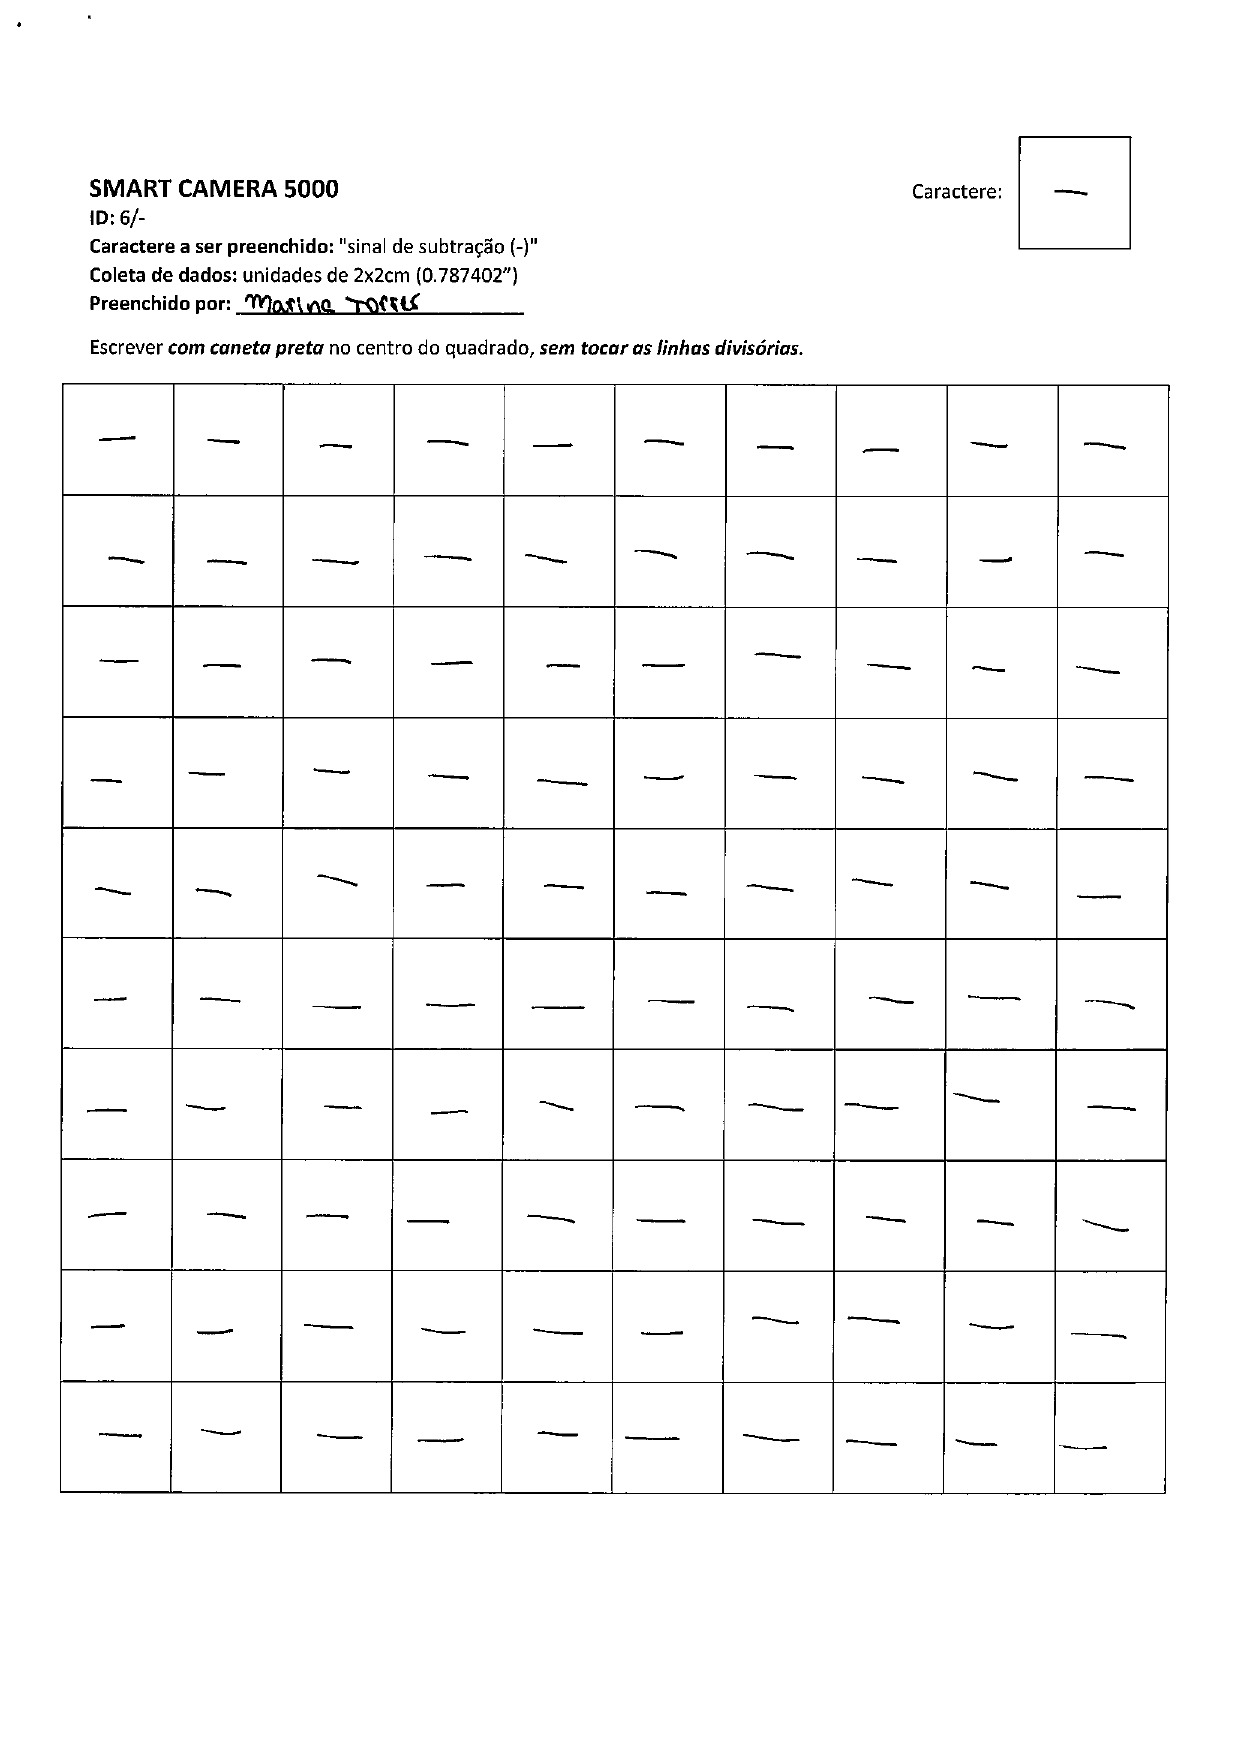 SMART CAMERA 5000
Caractere: —
ID: 6/-
Caractere a ser preenchido: "sinal de subtração (-)"
Coleta de dados: unidades de 2x2cm (0.787402”)
Preenchido por: Marina Torres
Escrever com caneta preta no centro do quadrado, sem tocar as linhas divisórias.
— — — — — — — — — —
— — — — — — — — — —
— — — — — — — — — —
— — — — — — — — — —
— — — — — — — — — —
— — — — — — — — — —
— — — — — — — — — —
— — — — — — — — — —
— — — — — — — — — —
— — — — — — — — — —